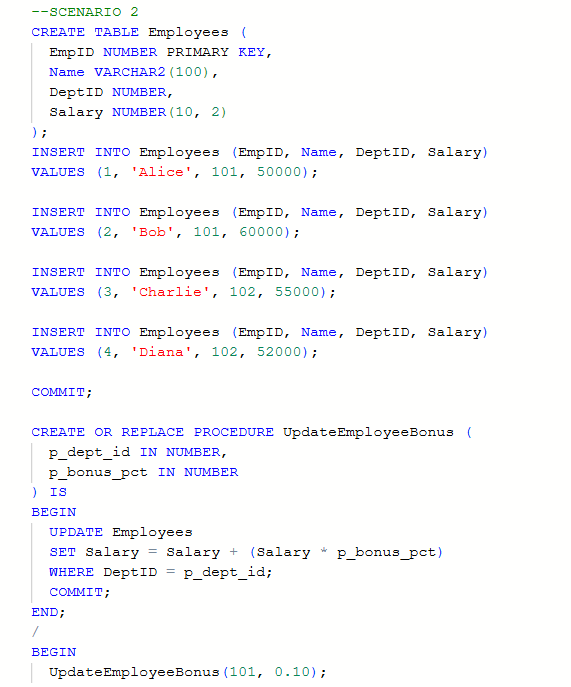 --SCENARIO 2
CREATE TABLE Employees (
EmpID NUMBER PRIMARY KEY,
Name VARCHAR2(100),
DeptID NUMBER,
Salary NUMBER(10, 2)
);
INSERT INTO Employees (EmpID, Name, DeptID, Salary)
VALUES (1, 'Alice', 101, 50000);
INSERT INTO Employees (EmpID, Name, DeptID, Salary)
VALUES (2, 'Bob', 101, 60000);
INSERT INTO Employees (EmpID, Name, DeptID, Salary)
VALUES (3, 'Charlie', 102, 55000);
INSERT INTO Employees (EmpID, Name, DeptID, Salary)
VALUES (4, 'Diana', 102, 52000);
COMMIT;
CREATE OR REPLACE PROCEDURE UpdateEmployeeBonus (
p_dept_id IN NUMBER,
p_bonus_pct IN NUMBER
) IS
BEGIN
UPDATE Employees
SET Salary = Salary + (Salary * p_bonus_pct)
WHERE DeptID = p_dept_id;
COMMIT;
END;
/
BEGIN
UpdateEmployeeBonus(101, 0.10);